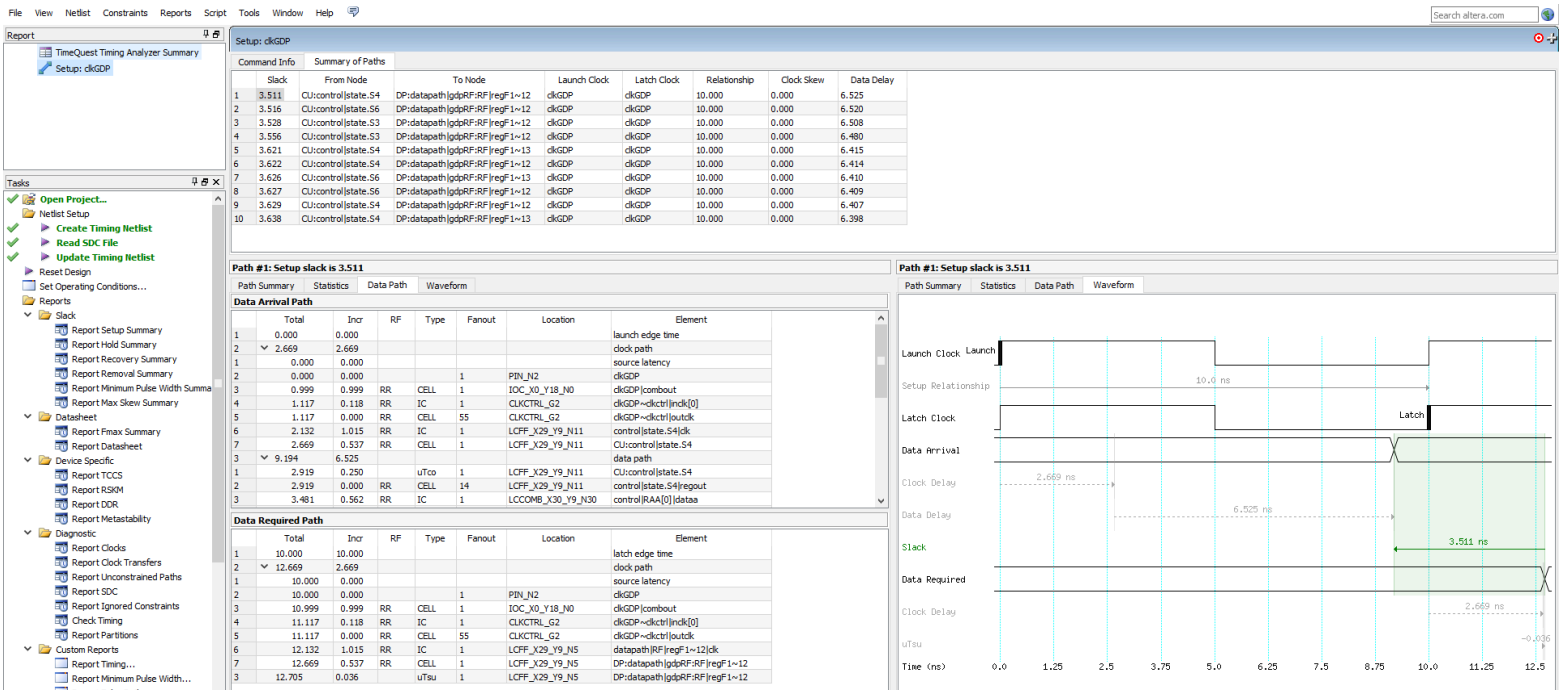 File View Netlist Constraints Reports Script Tools Window Help
Search altera.com
Report
TimeQuest Timing Analyzer Summary
Setup: clkGDP
Tasks
Open Project...
Netlist Setup
Create Timing Netlist
Read SDC File
Update Timing Netlist
Reset Design
Set Operating Conditions...
Reports
Slack
Report Setup Summary
Report Hold Summary
Report Recovery Summary
Report Removal Summary
Report Minimum Pulse Width Summa
Report Max Skew Summary
Datasheet
Report Fmax Summary
Report Datasheet
Device Specific
Report TCCS
Report RSKM
Report DDR
Report Metastability
Diagnostic
Report Clocks
Report Clock Transfers
Report Unconstrained Paths
Report SDC
Report Ignored Constraints
Check Timing
Report Partitions
Custom Reports
Report Timing...
Report Minimum Pulse Width...
Setup: clkGDP
Command Info Summary of Paths
Slack From Node To Node Launch Clock Latch Clock Relationship Clock Skew Data Delay
1 3.511 CU:control|state.S4 DP:datapath|gdpRF:RF|regF1~12 clkGDP clkGDP 10.000 0.000 6.525
2 3.516 CU:control|state.S6 DP:datapath|gdpRF:RF|regF1~12 clkGDP clkGDP 10.000 0.000 6.520
3 3.528 CU:control|state.S3 DP:datapath|gdpRF:RF|regF1~12 clkGDP clkGDP 10.000 0.000 6.508
4 3.556 CU:control|state.S3 DP:datapath|gdpRF:RF|regF1~12 clkGDP clkGDP 10.000 0.000 6.480
5 3.621 CU:control|state.S4 DP:datapath|gdpRF:RF|regF1~13 clkGDP clkGDP 10.000 0.000 6.415
6 3.622 CU:control|state.S4 DP:datapath|gdpRF:RF|regF1~12 clkGDP clkGDP 10.000 0.000 6.414
7 3.626 CU:control|state.S6 DP:datapath|gdpRF:RF|regF1~13 clkGDP clkGDP 10.000 0.000 6.410
8 3.627 CU:control|state.S6 DP:datapath|gdpRF:RF|regF1~12 clkGDP clkGDP 10.000 0.000 6.409
9 3.629 CU:control|state.S4 DP:datapath|gdpRF:RF|regF1~12 clkGDP clkGDP 10.000 0.000 6.407
10 3.638 CU:control|state.S4 DP:datapath|gdpRF:RF|regF1~13 clkGDP clkGDP 10.000 0.000 6.398
Path #1: Setup slack is 3.511
Path Summary Statistics Data Path Waveform
Data Arrival Path
Total Incr RF Type Fanout Location Element
1 0.000 0.000 launch edge time
2 2.669 2.669 clock path
1 0.000 0.000 source latency
2 0.000 0.000 1 PIN_N2 clkGDP
3 0.999 0.999 RR CELL 1 IOC_X0_Y18_N0 clkGDP|combout
4 1.117 0.118 RR IC 1 CLKCTRL_G2 clkGDP~clkctrl|inclk[0]
5 1.117 0.000 RR CELL 55 CLKCTRL_G2 clkGDP~clkctrl|outclk
6 2.132 1.015 RR IC 1 LCFF_X29_Y9_N11 control|state.S4|clk
7 2.669 0.537 RR CELL 1 LCFF_X29_Y9_N11 CU:control|state.S4
3 9.194 6.525 data path
1 2.919 0.250 uTco 1 LCFF_X29_Y9_N11 CU:control|state.S4
2 2.919 0.000 RR CELL 14 LCFF_X29_Y9_N11 control|state.S4|regout
3 3.481 0.562 RR IC 1 LCCOMB_X30_Y9_N30 control|RAA[0]|dataa
Data Required Path
Total Incr RF Type Fanout Location Element
1 10.000 10.000 latch edge time
2 12.669 2.669 clock path
1 10.000 0.000 source latency
2 10.000 0.000 1 PIN_N2 clkGDP
3 10.999 0.999 RR CELL 1 IOC_X0_Y18_N0 clkGDP|combout
4 11.117 0.118 RR IC 1 CLKCTRL_G2 clkGDP~clkctrl|inclk[0]
5 11.117 0.000 RR CELL 55 CLKCTRL_G2 clkGDP~clkctrl|outclk
6 12.132 1.015 RR IC 1 LCFF_X29_Y9_N5 datapath|RF|regF1~12|clk
7 12.669 0.537 RR CELL 1 LCFF_X29_Y9_N5 DP:datapath|gdpRF:RF|regF1~12
3 12.705 0.036 uTsu 1 LCFF_X29_Y9_N5 DP:datapath|gdpRF:RF|regF1~12
Path #1: Setup slack is 3.511
Path Summary Statistics Data Path Waveform
Launch Clock Launch
Setup Relationship 10.0 ns
Latch Clock Latch
Data Arrival
Clock Delay 2.669 ns
Data Delay 6.525 ns
Slack 3.511 ns
Data Required
Clock Delay 2.669 ns
uTsu -0.036
Time (ns) 0.0 1.25 2.5 3.75 5.0 6.25 7.5 8.75 10.0 11.25 12.5